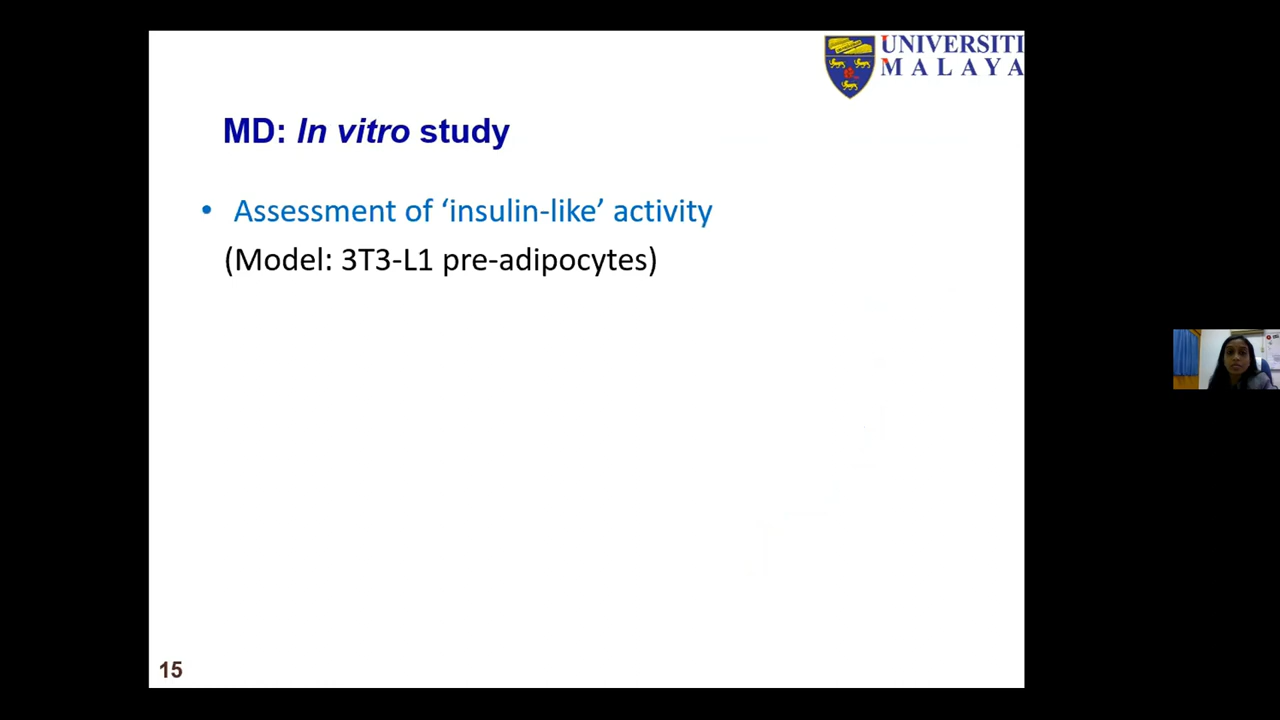 UNIVERSITI
MALAYA
MD: In vitro study
• Assessment of ‘insulin-like’ activity
(Model: 3T3-L1 pre-adipocytes)
15